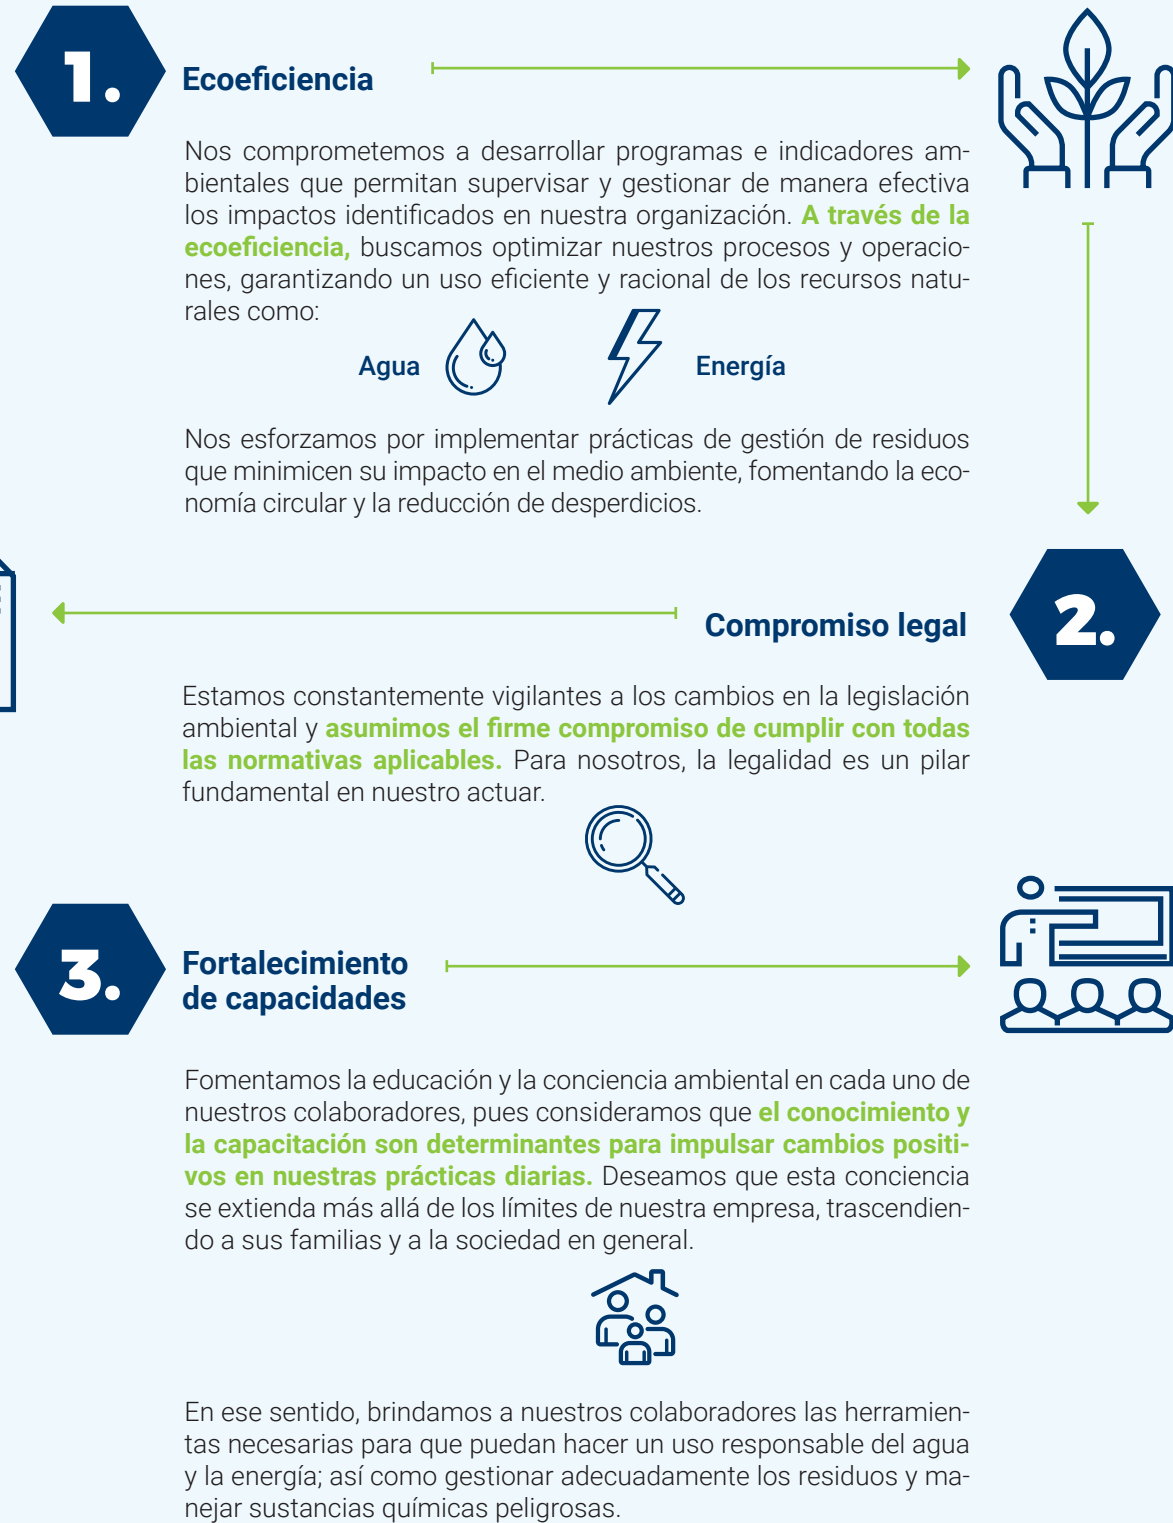 1.
Ecoeficiencia
Nos comprometemos a desarrollar programas e indicadores am-
bientales que permitan supervisar y gestionar de manera efectiva
los impactos identificados en nuestra organización. A través de la
ecoeficiencia, buscamos optimizar nuestros procesos y operacio-
nes, garantizando un uso eficiente y racional de los recursos natu-
rales como:
Agua
Energía
Nos esforzamos por implementar prácticas de gestión de residuos
que minimicen su impacto en el medio ambiente, fomentando la eco-
nomía circular y la reducción de desperdicios.
Compromiso legal
2.
Estamos constantemente vigilantes a los cambios en la legislación
ambiental y asumimos el firme compromiso de cumplir con todas
las normativas aplicables. Para nosotros, la legalidad es un pilar
fundamental en nuestro actuar.
3.
Fortalecimiento
de capacidades
Fomentamos la educación y la conciencia ambiental en cada uno de
nuestros colaboradores, pues consideramos que el conocimiento y
la capacitación son determinantes para impulsar cambios positi-
vos en nuestras prácticas diarias. Deseamos que esta conciencia
se extienda más allá de los límites de nuestra empresa, trascendien-
do a sus familias y a la sociedad en general.
En ese sentido, brindamos a nuestros colaboradores las herramien-
tas necesarias para que puedan hacer un uso responsable del agua
y la energía; así como gestionar adecuadamente los residuos y ma-
nejar sustancias químicas peligrosas.